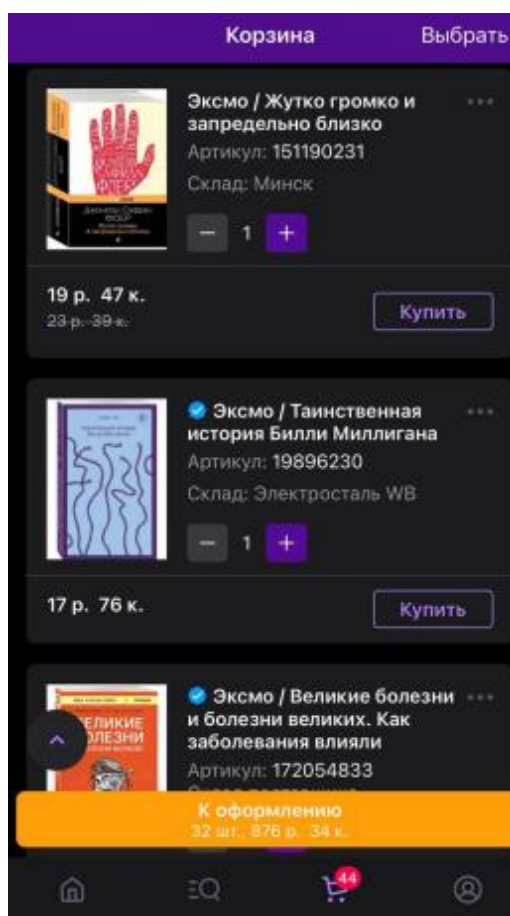 Корзина
Выбрать
Эксмо / Жутко громко и
запредельно близко
Артикул: 151190231
Склад: Минск
1
19 р. 47 к.
23 р. 39 к.
Купить
Эксмо / Таинственная
история Билли Миллигана
Артикул: 19896230
Склад: Электросталь WB
1
17 р. 76 к.
Купить
ВЕЛИКИЕ
БОЛЕЗНИ
Эксмо / Великие болезни
и болезни великих. Как
заболевания влияли
Артикул: 172054833
К оформлению
32 шт., 876 р. 34 к.
44